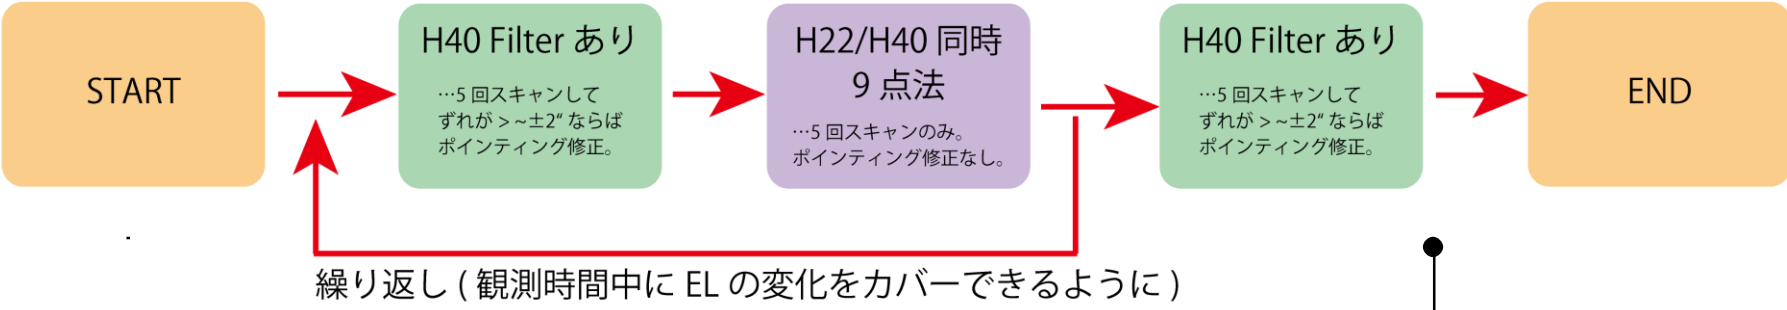 START
H40 Filter あり
…5 回スキャンして
ずれが > ~±2“ ならば
ポインティング修正。
H22/H40 同時
9 点法
…5 回スキャンのみ。
ポインティング修正なし。
H40 Filter あり
…5 回スキャンして
ずれが > ~±2“ ならば
ポインティング修正。
END
繰り返し ( 観測時間中に EL の変化をカバーできるように )